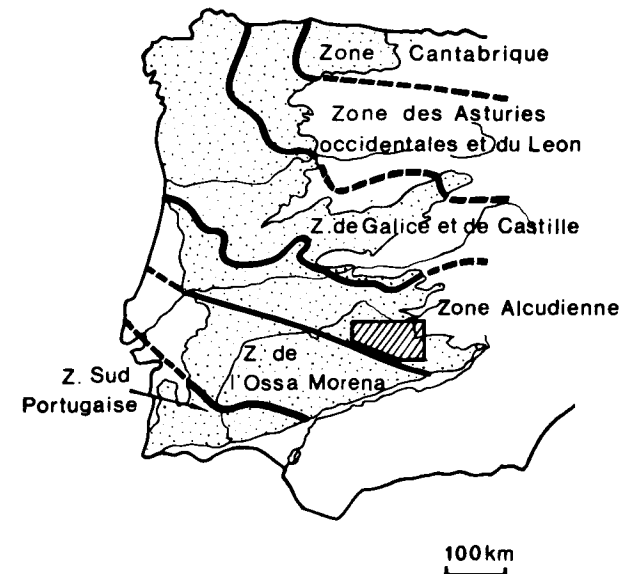 Zone Cantabrique
Zone des Asturies
occidentales et du Leon
Z. de Galice et de Castille
Zone Alcudienne
Z. de
l'Ossa Morena
Z. Sud
Portugaise
100km